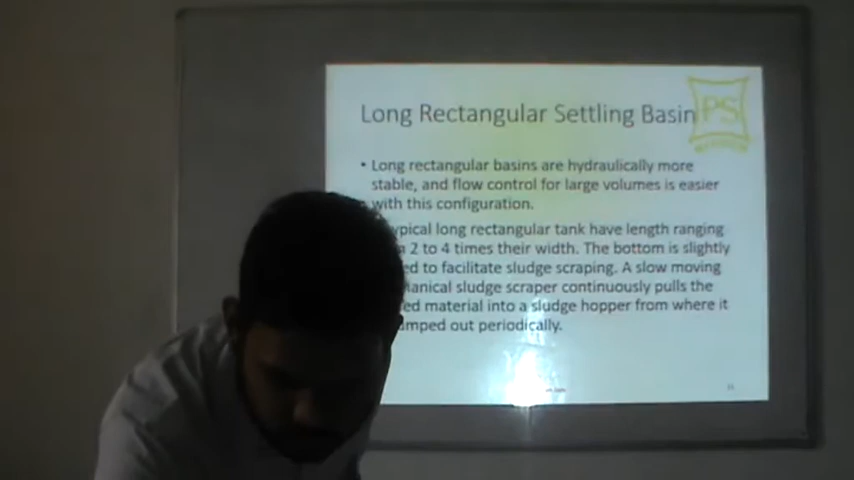 Long Rectangular Settling Basin
PS
• Long rectangular basins are hydraulically more
stable, and flow control for large volumes is easier
with this configuration.
typical long rectangular tank have length ranging
2 to 4 times their width. The bottom is slightly
to facilitate sludge scraping. A slow moving
sludge scraper continuously pulls the
material into a sludge hopper from where it
out periodically.